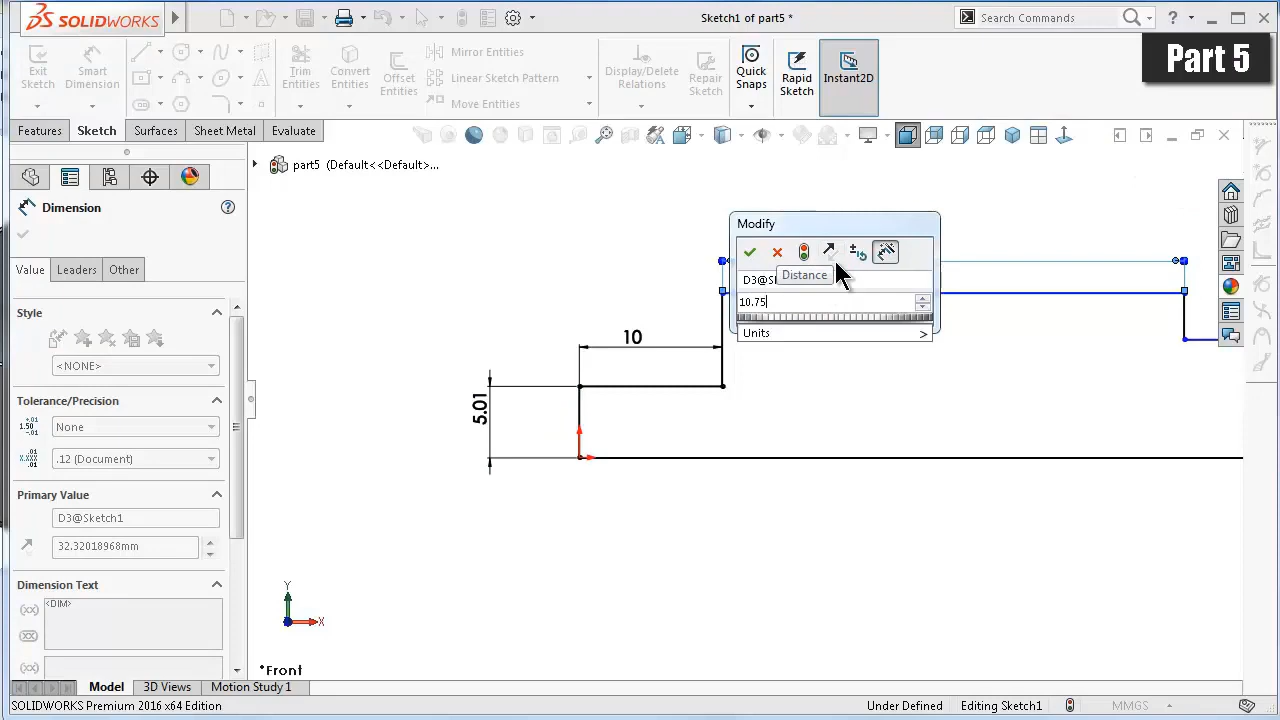 SOLIDWORKS
Sketch1 of part5 *
Search Commands
Part 5
Exit Sketch
Smart Dimension
Trim Entities
Convert Entities
Offset Entities
Mirror Entities
Linear Sketch Pattern
Move Entities
Display/Delete Relations
Repair Sketch
Quick Snaps
Rapid Sketch
Instant2D
Features
Sketch
Surfaces
Sheet Metal
Evaluate
part5 (Default<<Default>...
Dimension
Value
Leaders
Other
Style
<NONE>
Tolerance/Precision
None
.12 (Document)
Primary Value
D3@Sketch1
32.32018968mm
Dimension Text
<DIM>
Modify
Distance
10.75
Units
10
5.01
Y
X
*Front
Model
3D Views
Motion Study 1
SOLIDWORKS Premium 2016 x64 Edition
Under Defined
Editing Sketch1
MMGS